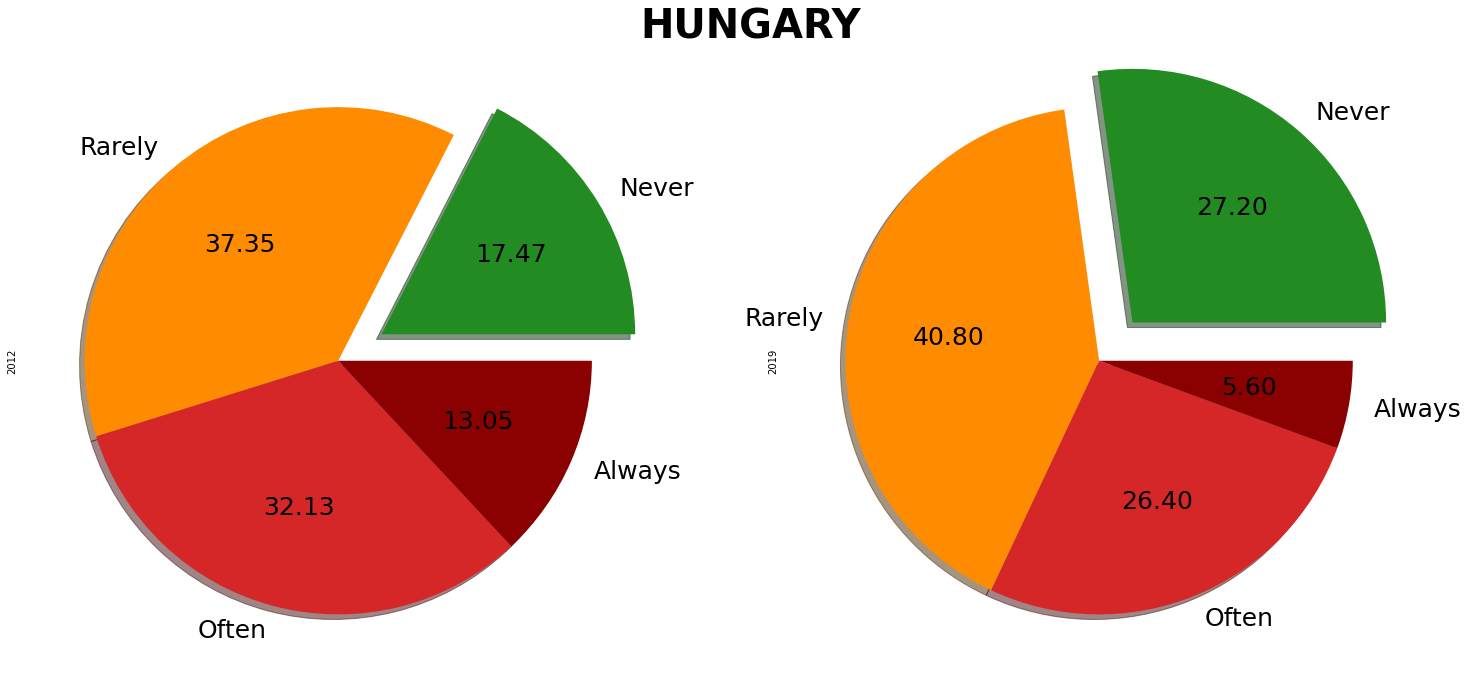 HUNGARY
2012
Rarely
37.35
Never
17.47
13.05
Always
32.13
Often
2019
Never
27.20
Rarely
40.80
5.60
Always
26.40
Often